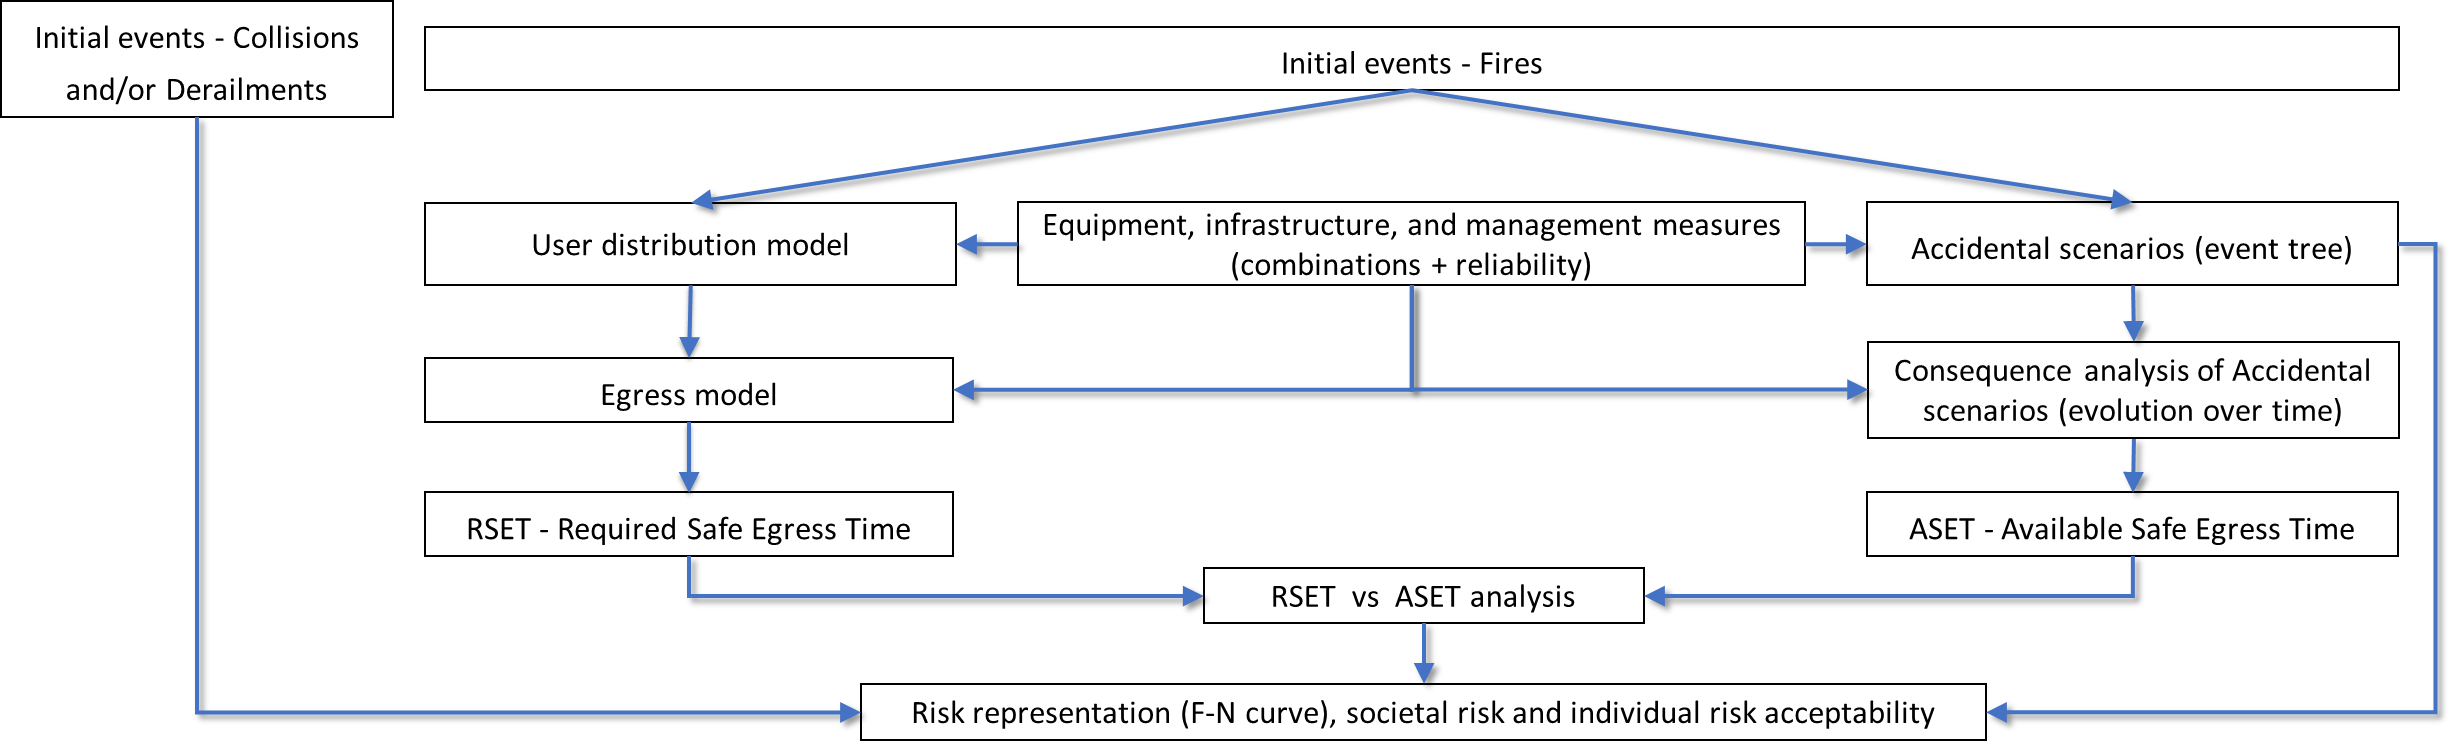 Initial events - Collisions
and/or Derailments
Initial events - Fires
User distribution model
Equipment, infrastructure, and management measures
(combinations + reliability)
Accidental scenarios (event tree)
Egress model
Consequence analysis of Accidental
scenarios (evolution over time)
RSET - Required Safe Egress Time
ASET - Available Safe Egress Time
RSET vs ASET analysis
Risk representation (F-N curve), societal risk and individual risk acceptability